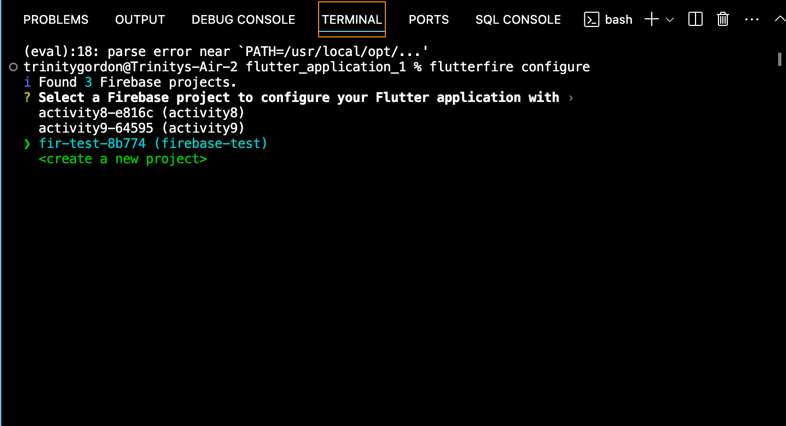 PROBLEMS OUTPUT DEBUG CONSOLE TERMINAL PORTS SQL CONSOLE bash
(eval):18: parse error near `PATH=/usr/local/opt/...'
trinitygordon@Trinitys-Air-2 flutter_application_1 % flutterfire configure
i Found 3 Firebase projects.
? Select a Firebase project to configure your Flutter application with ›
activity8-e816c (activity8)
activity9-64595 (activity9)
❯ fir-test-8b774 (firebase-test)
<create a new project>